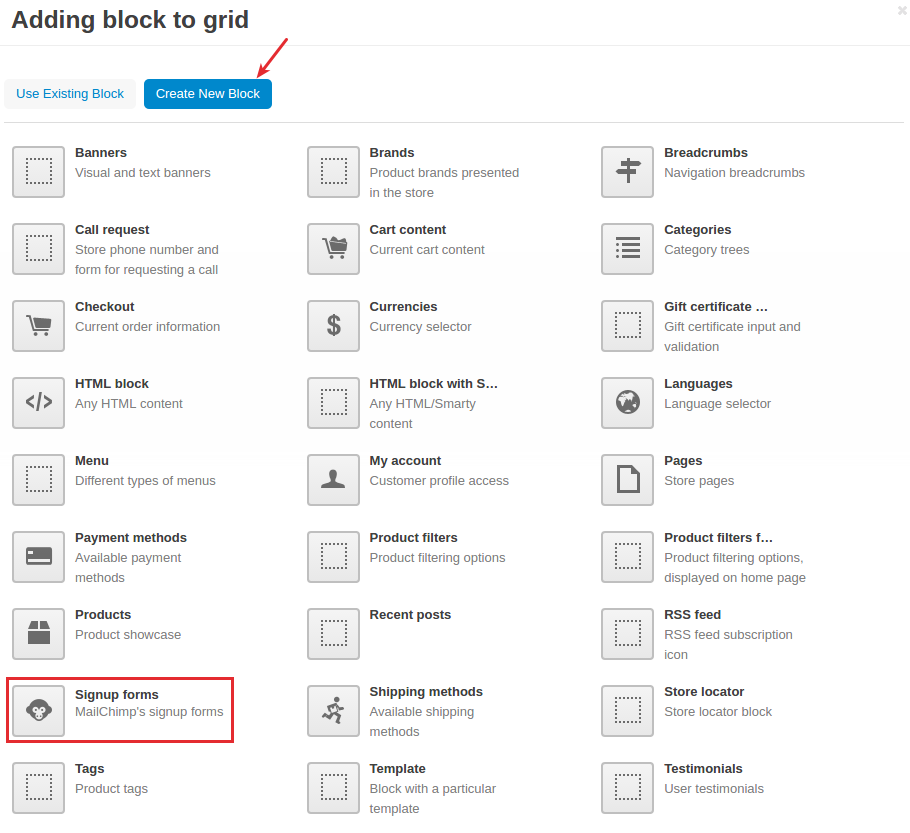 Adding block to grid
Use Existing Block
Create New Block
Banners
Visual and text banners
Brands
Product brands presented
in the store
Breadcrumbs
Navigation breadcrumbs
Call request
Store phone number and
form for requesting a call
Cart content
Current cart content
Categories
Category trees
Checkout
Current order information
Currencies
Currency selector
Gift certificate ...
Gift certificate input and
validation
HTML block
Any HTML content
HTML block with S...
Any HTML/Smarty
content
Languages
Language selector
Menu
Different types of menus
My account
Customer profile access
Pages
Store pages
Payment methods
Available payment
methods
Product filters
Product filtering options
Product filters f...
Product filtering options,
displayed on home page
Products
Product showcase
Recent posts
RSS feed
RSS feed subscription
icon
Signup forms
MailChimp's signup forms
Shipping methods
Available shipping
methods
Store locator
Store locator block
Tags
Product tags
Template
Block with a particular
template
Testimonials
User testimonials